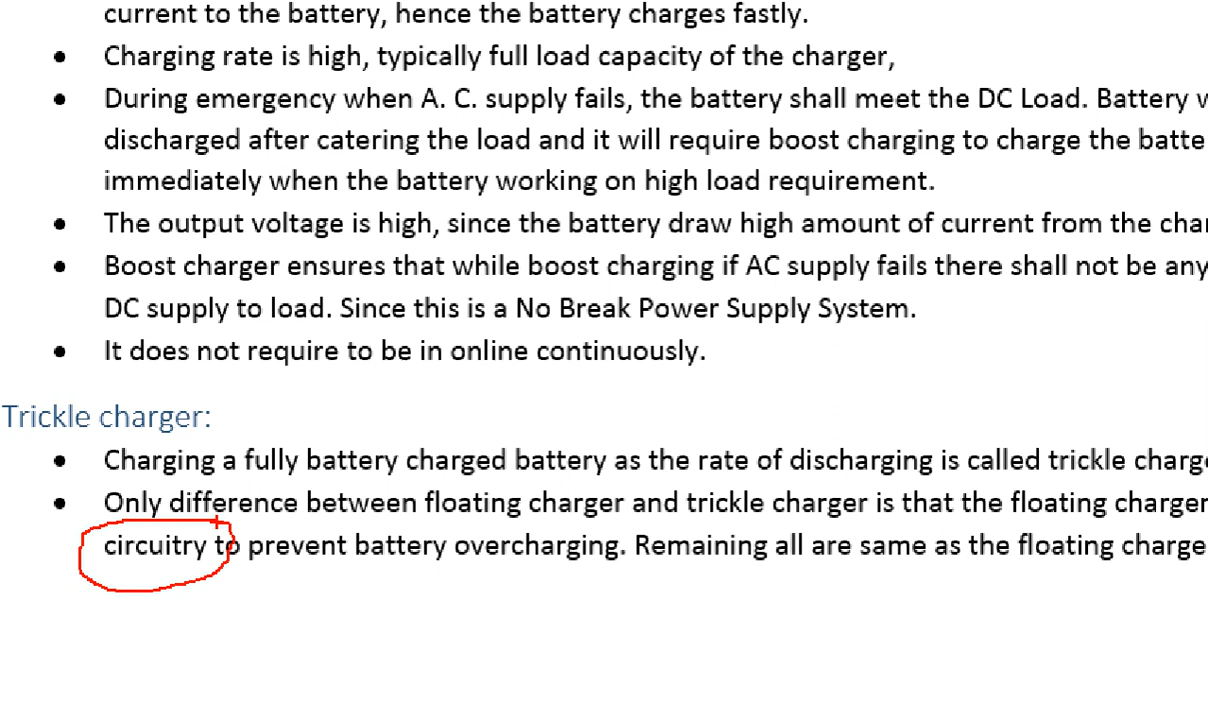 current to the battery, hence the battery charges fastly.
• Charging rate is high, typically full load capacity of the charger,
• During emergency when A. C. supply fails, the battery shall meet the DC Load. Battery
discharged after catering the load and it will require boost charging to charge the batte
immediately when the battery working on high load requirement.
• The output voltage is high, since the battery draw high amount of current from the
• Boost charger ensures that while boost charging if AC supply fails there shall not be any
DC supply to load. Since this is a No Break Power Supply System.
• It does not require to be in online continuously.
Trickle charger:
• Charging a fully battery charged battery as the rate of discharging is called trickle charg
• Only difference between floating charger and trickle charger is that the floating charger
circuitry to prevent battery overcharging. Remaining all are same as the floating charge